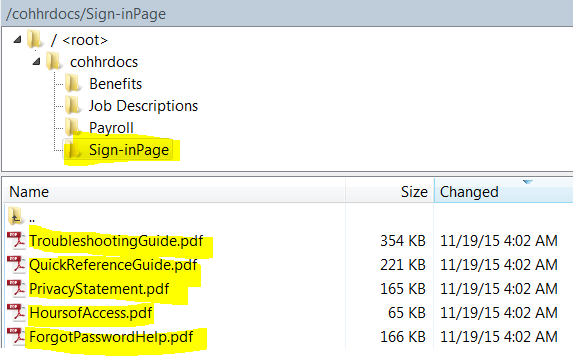 /cohhrdocs/Sign-inPage
/ <root>
cohhrdocs
Benefits
Job Descriptions
Payroll
Sign-inPage
Name Size Changed
..
TroubleshootingGuide.pdf 354 KB 11/19/15 4:02 AM
QuickReferenceGuide.pdf 221 KB 11/19/15 4:02 AM
PrivacyStatement.pdf 165 KB 11/19/15 4:02 AM
HoursofAccess.pdf 65 KB 11/19/15 4:02 AM
ForgotPasswordHelp.pdf 166 KB 11/19/15 4:02 AM